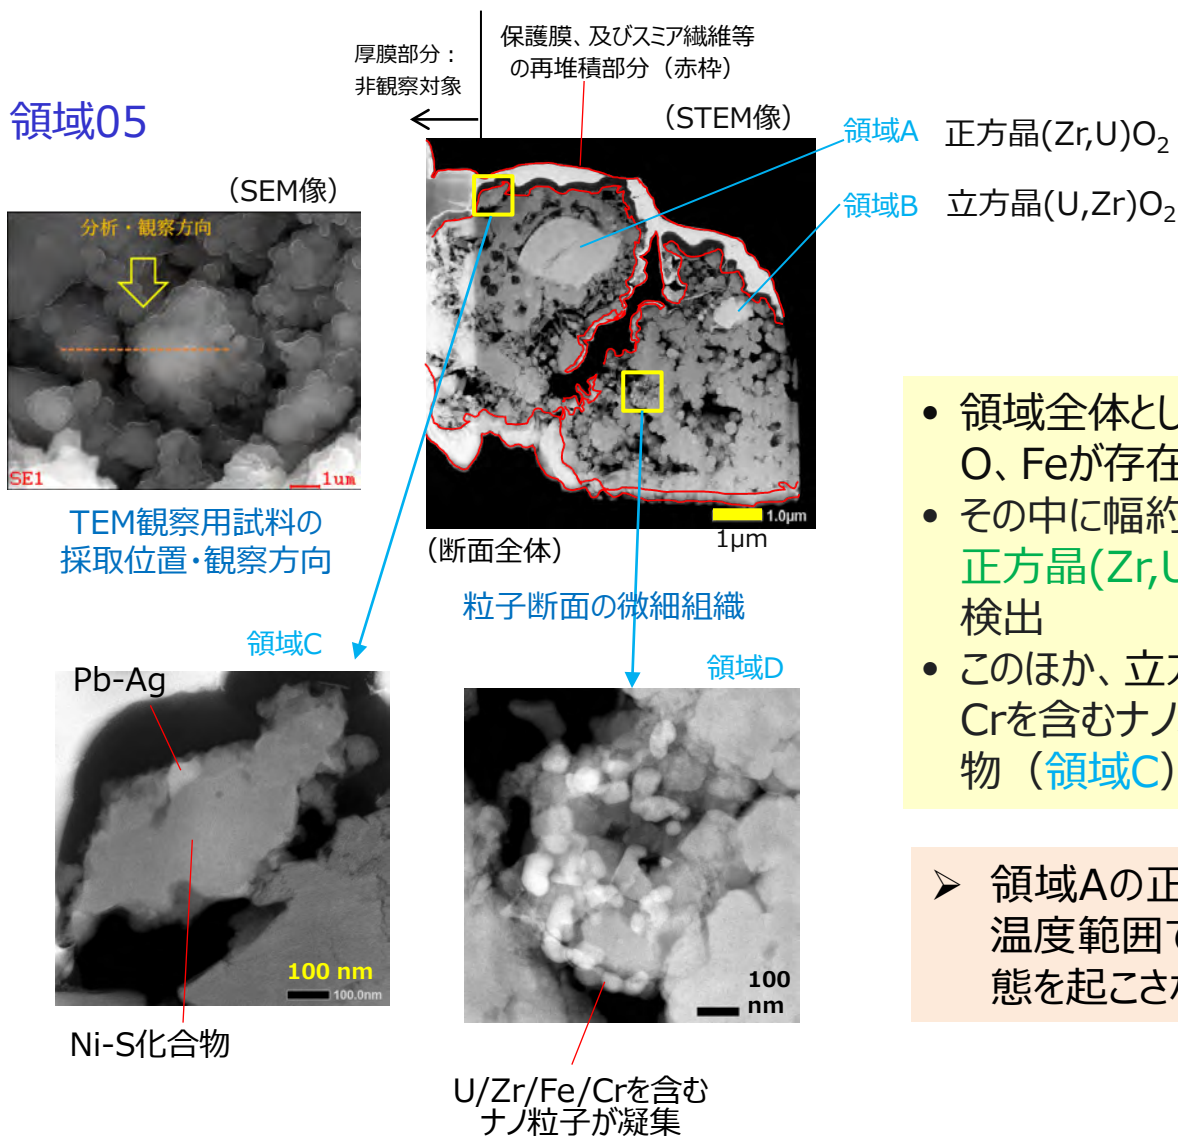 厚膜部分：
非観察対象
保護膜、及びスミア繊維等
の再堆積部分（赤枠）
領域05
（STEM像）
領域A 正方晶(Zr,U)O₂
（SEM像）
領域B 立方晶(U,Zr)O₂
分析・観察方向
SE1
1um
1.0μm
1μm
TEM観察用試料の
採取位置・観察方向
（断面全体）
粒子断面の微細組織
• 領域全体とし
O、Feが存在
• その中に幅約
正方晶(Zr,U
検出
• このほか、立方
Crを含むナノ
物（領域C）
領域C
Pb-Ag
領域D
100 nm
100.0nm
100
nm
Ni-S化合物
U/Zr/Fe/Crを含む
ナノ粒子が凝集
➢ 領域Aの正
温度範囲で
態を起こさ